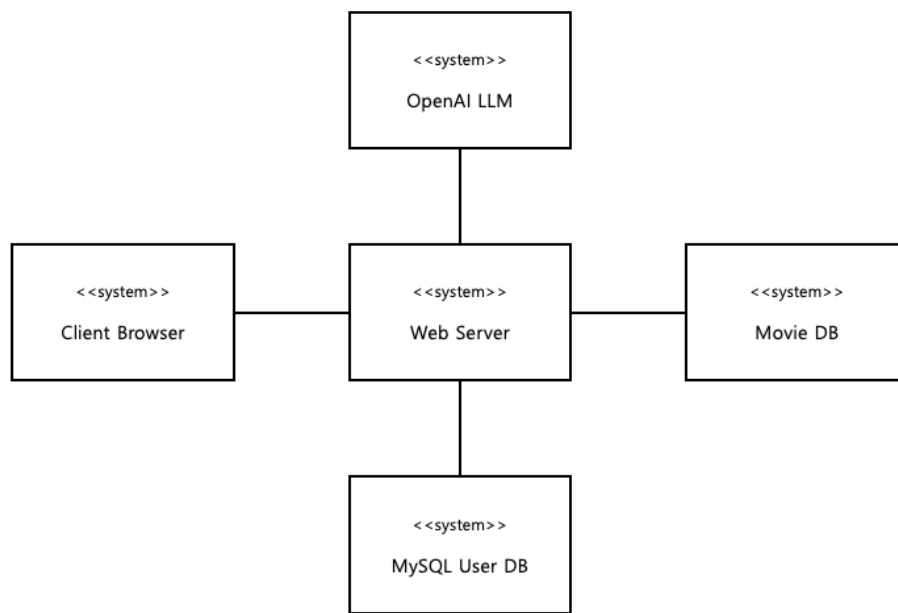 <<system>>
OpenAI LLM
<<system>>
Client Browser
<<system>>
Web Server
<<system>>
Movie DB
<<system>>
MySQL User DB